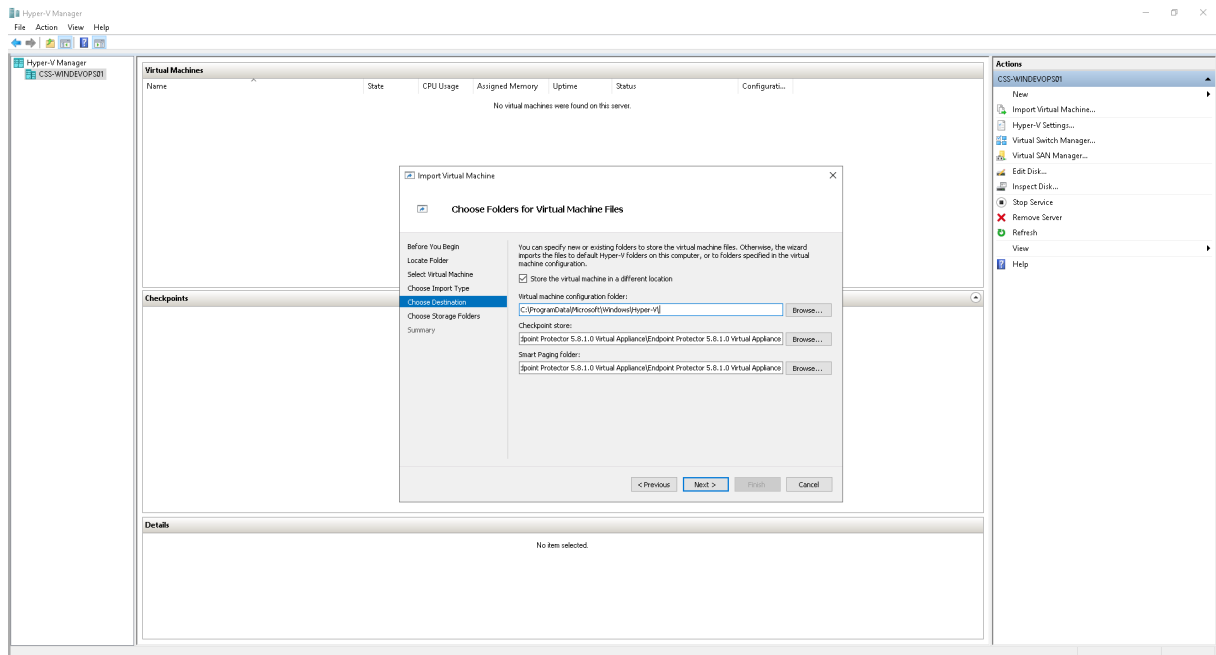 Hyper-V Manager
File Action View Help
Hyper-V Manager
CSS-WINDEVOPS01
Virtual Machines
Name State CPU Usage Assigned Memory Uptime Status Configurati...
No virtual machines were found on this server.
Checkpoints
Details
No item selected.
Import Virtual Machine
Choose Folders for Virtual Machine Files
Before You Begin
Locate Folder
Select Virtual Machine
Choose Import Type
Choose Destination
Choose Storage Folders
Summary
You can specify new or existing folders to store the virtual machine files. Otherwise, the wizard
imports the files to default Hyper-V folders on this computer, or to folders specified in the virtual
machine configuration.
Store the virtual machine in a different location
Virtual machine configuration folder:
C:\ProgramData\Microsoft\Windows\Hyper-V\
Browse...
Checkpoint store:
dpoint Protector 5.8.1.0 Virtual Appliance\Endpoint Protector 5.8.1.0 Virtual Appliance
Browse...
Smart Paging folder:
dpoint Protector 5.8.1.0 Virtual Appliance\Endpoint Protector 5.8.1.0 Virtual Appliance
Browse...
< Previous Next > Finish Cancel
Actions
CSS-WINDEVOPS01
New
Import Virtual Machine...
Hyper-V Settings...
Virtual Switch Manager...
Virtual SAN Manager...
Edit Disk...
Inspect Disk...
Stop Service
Remove Server
Refresh
View
Help